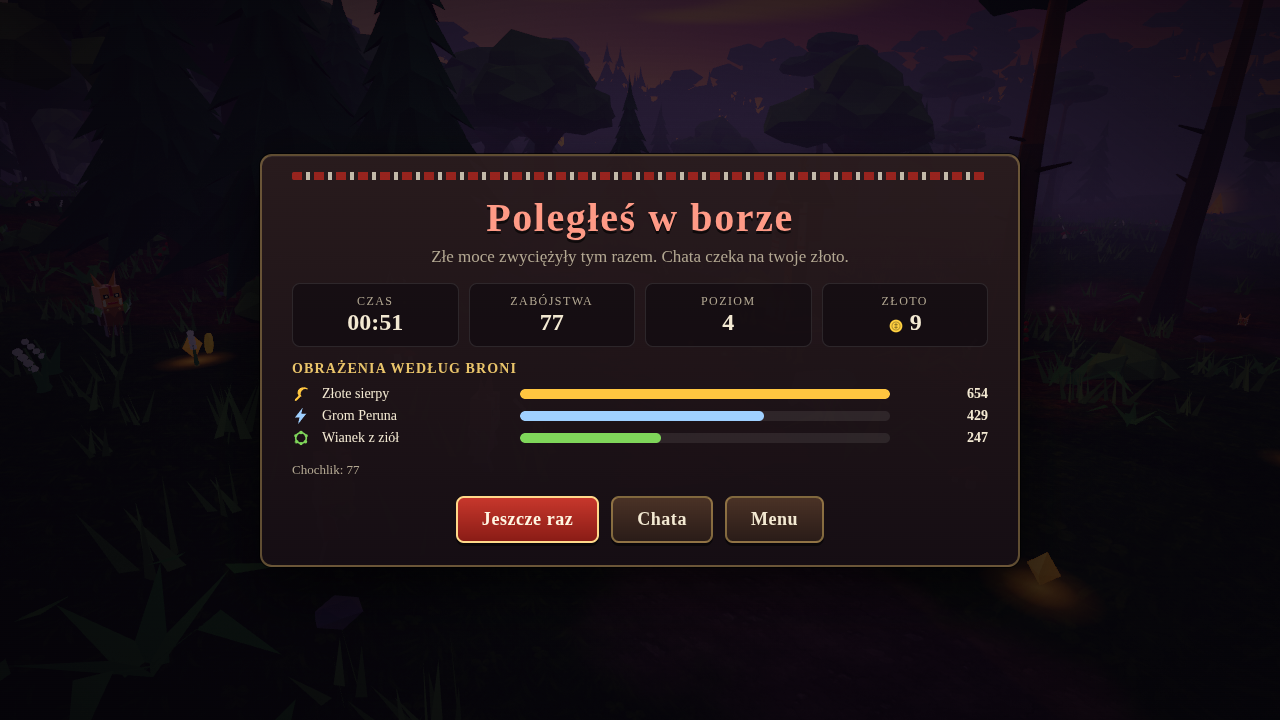 Poległeś w borze
Złe moce zwyciężyły tym razem. Chata czeka na twoje złoto.
CZAS
00:51
ZABÓJSTWA
77
POZIOM
4
ZŁOTO
9
OBRAŻENIA WEDŁUG BRONI
Złote sierpy 654
Grom Peruna 429
Wianek z ziół 247
Chochlik: 77
Jeszcze raz
Chata
Menu